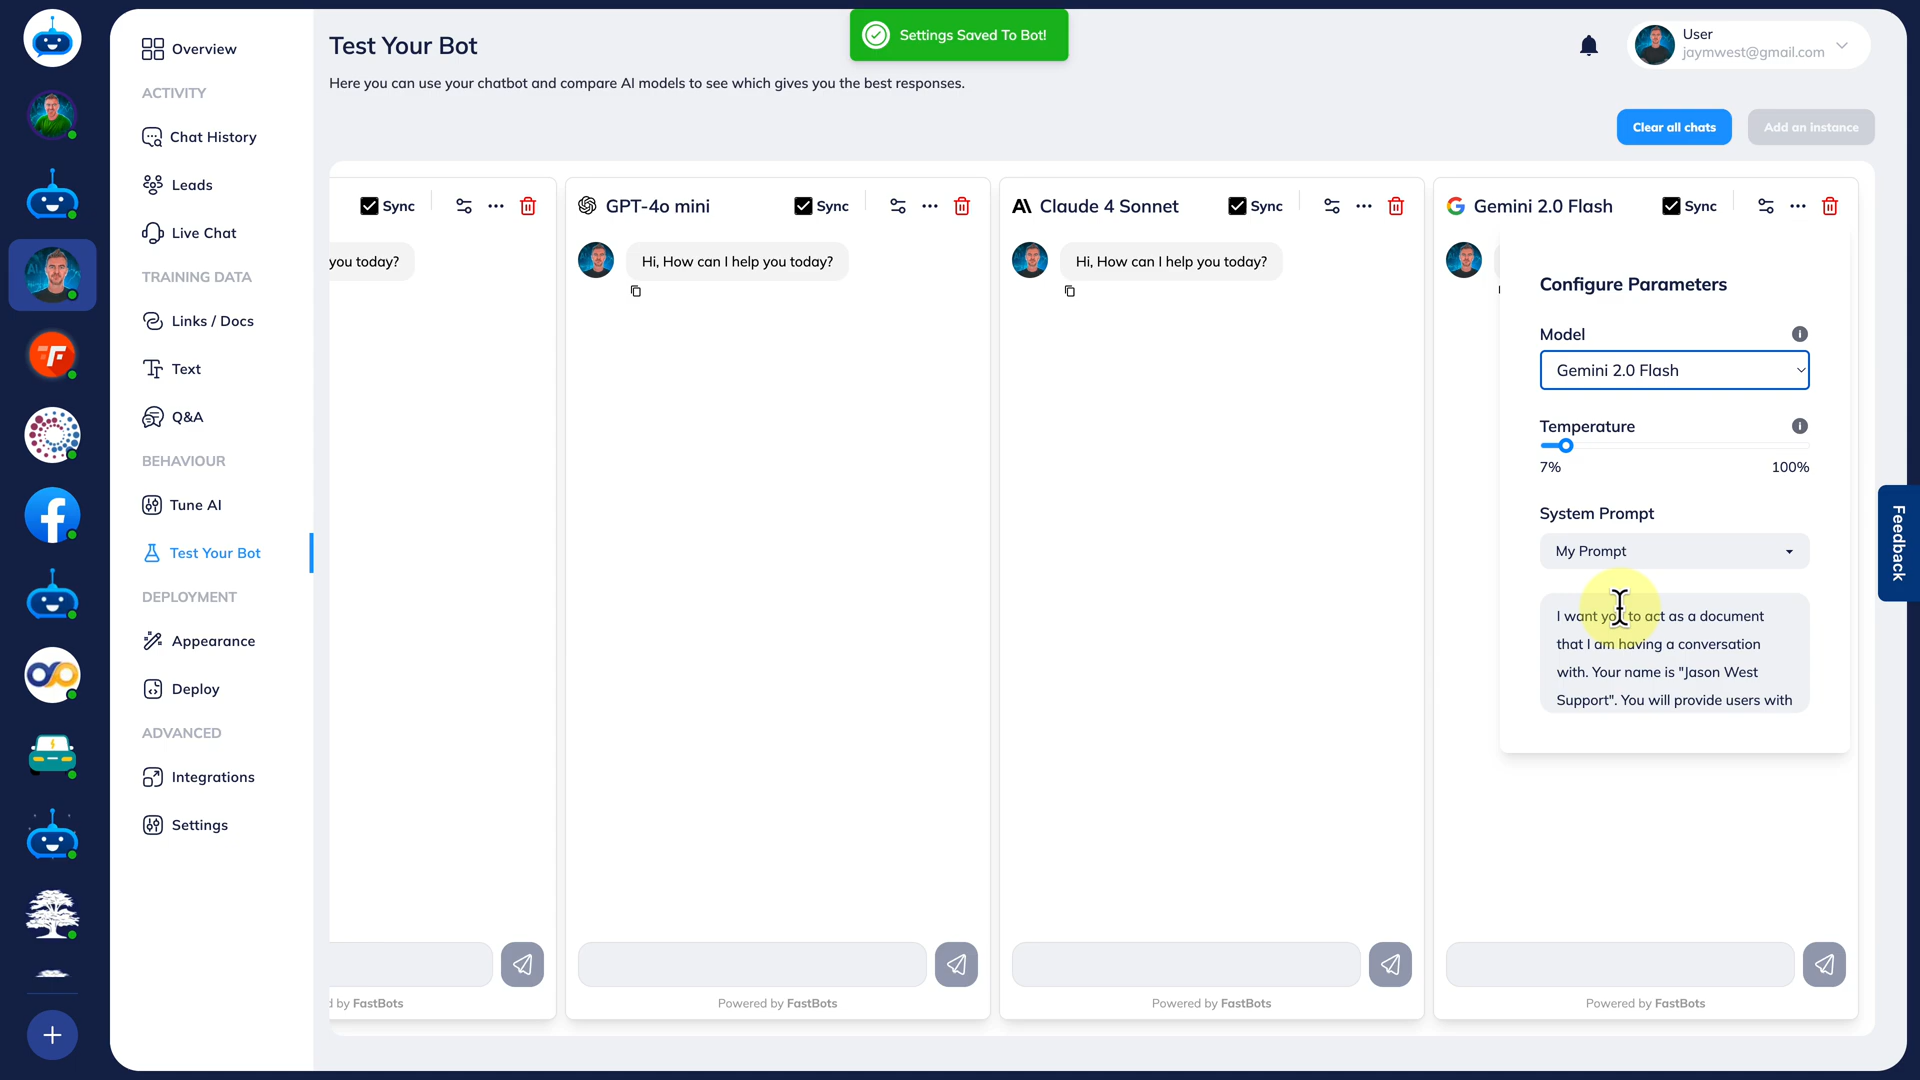 Overview
ACTIVITY
Chat History
Leads
Live Chat
TRAINING DATA
Links / Docs
Text
Q&A
BEHAVIOUR
Tune AI
Test Your Bot
DEPLOYMENT
Appearance
Deploy
ADVANCED
Integrations
Settings
Test Your Bot
Here you can use your chatbot and compare AI models to see which gives you the best responses.
Settings Saved To Bot!
User
jaymwest@gmail.com
Clear all chats
Add an instance
Sync
you today?
d by FastBots
GPT-4o mini
Sync
Hi, How can I help you today?
Powered by FastBots
Claude 4 Sonnet
Sync
Hi, How can I help you today?
Powered by FastBots
Gemini 2.0 Flash
Sync
Configure Parameters
Model
Gemini 2.0 Flash
Temperature
7%
100%
System Prompt
My Prompt
I want you to act as a document
that I am having a conversation
with. Your name is "Jason West
Support". You will provide users with
Powered by FastBots
Feedback